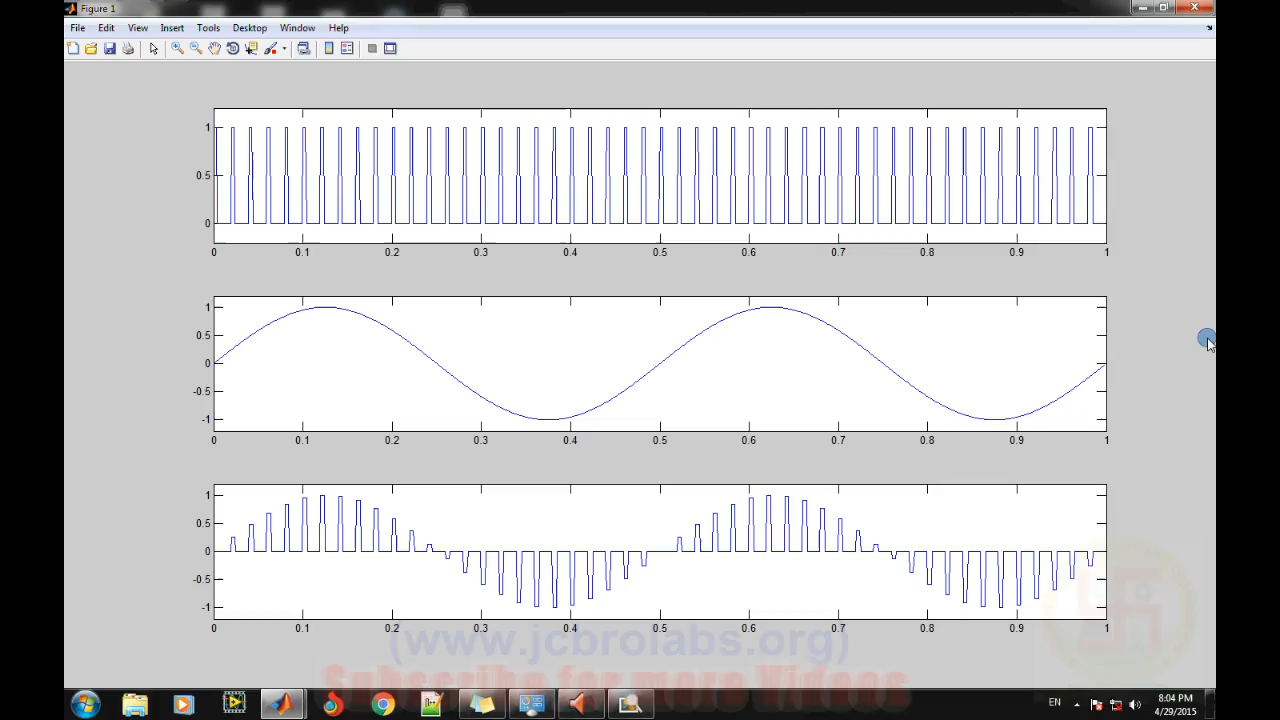 Figure 1
File Edit View Insert Tools Desktop Window Help
1
0.5
0
0 0.1 0.2 0.3 0.4 0.5 0.6 0.7 0.8 0.9 1
1
0.5
0
-0.5
-1
0 0.1 0.2 0.3 0.4 0.5 0.6 0.7 0.8 0.9 1
1
0.5
0
-0.5
-1
0 0.1 0.2 0.3 0.4 0.5 0.6 0.7 0.8 0.9 1
(www.jcbrolabs.org)
Subscribe for more Videos
EN 8:04 PM
4/29/2015